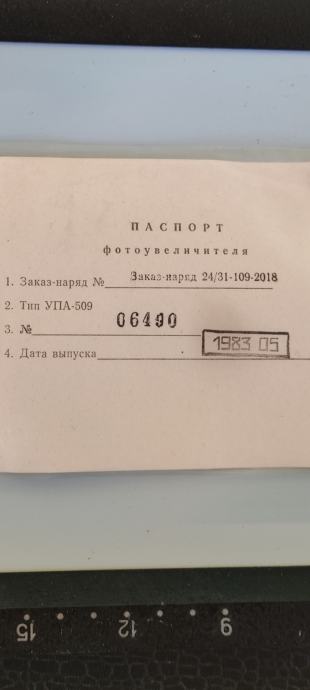 ПАСПОРТ
фотоувеличителя
1. Заказ-наряд № Заказ-наряд 24/31-109-2018
2. Тип УПА-509
3. № 06490
4. Дата выпуска 1983 05
15 12 9